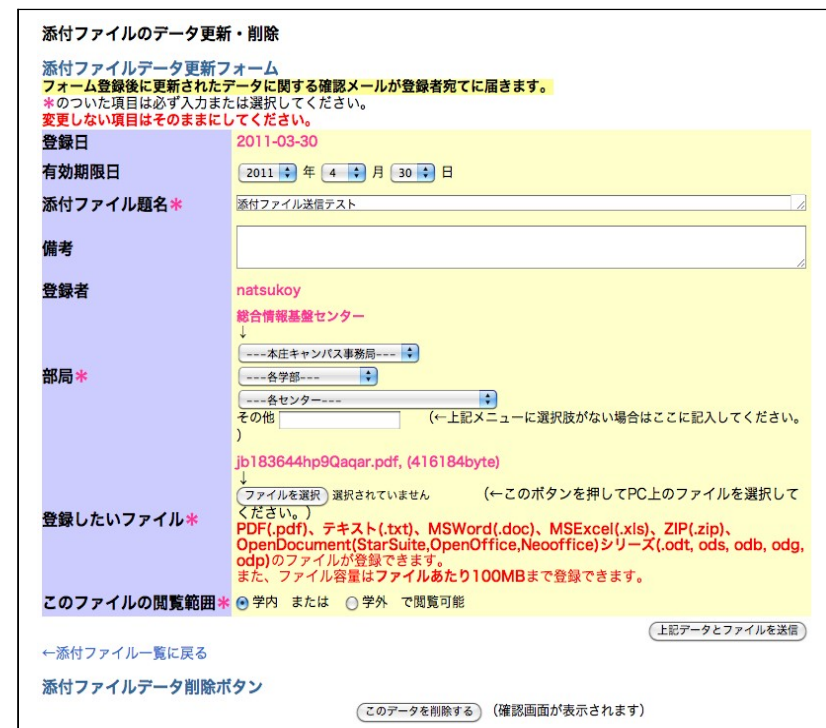 添付ファイルのデータ更新・削除
添付ファイルデータ更新フォーム
フォーム登録後に更新されたデータに関する確認メールが登録者宛てに届きます。
*のついた項目は必ず入力または選択してください。
変更しない項目はそのままにしてください。
登録日 2011-03-30
有効期限日 2011 年 4 月 30 日
添付ファイル題名* 添付ファイル送信テスト
備考
登録者 natsukoy
総合情報基盤センター
↓
---本庄キャンパス事務局---
部局* ---各学部---
---各センター---
その他 (←上記メニューに選択肢がない場合はここに記入してください。
)
jb183644hp9Qaqar.pdf, (416184byte)
↓
ファイルを選択 選択されていません (←このボタンを押してPC上のファイルを選択して
ください。)
登録したいファイル* PDF(.pdf)、テキスト(.txt)、MSWord(.doc)、MSExcel(.xls)、ZIP(.zip)、
OpenDocument(StarSuite,OpenOffice,Neooffice)シリーズ(.odt, ods, odb, odg,
odp)のファイルが登録できます。
また、ファイル容量はファイルあたり100MBまで登録できます。
このファイルの閲覧範囲* 学内 または 学外 で閲覧可能
上記データとファイルを送信
←添付ファイル一覧に戻る
添付ファイルデータ削除ボタン
このデータを削除する (確認画面が表示されます)